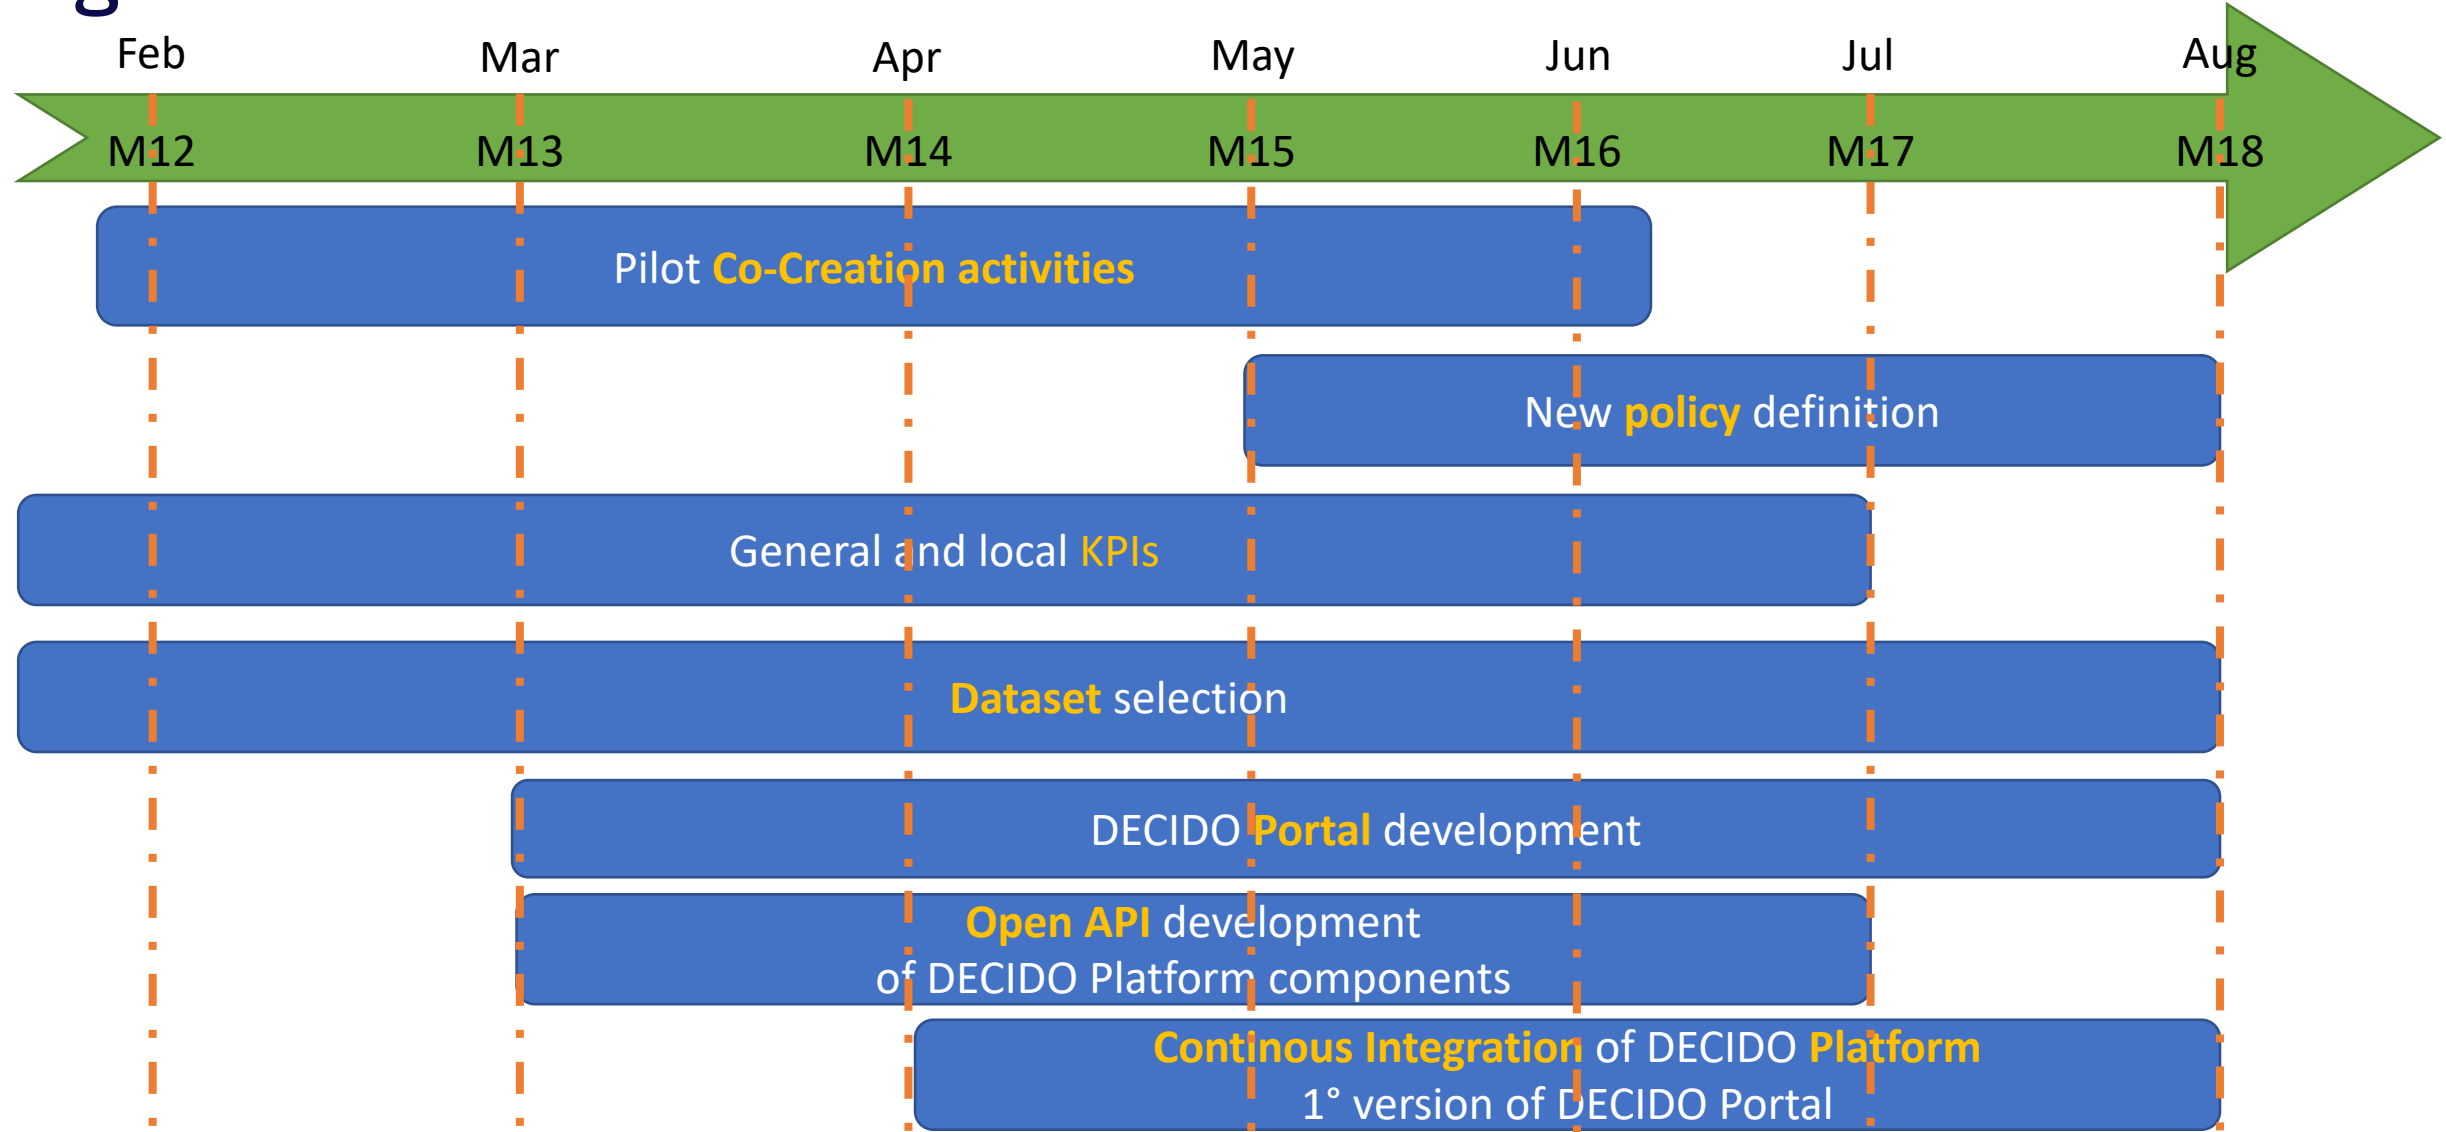 g
Feb Mar Apr May Jun Jul Aug
M12 M13 M14 M15 M16 M17 M18
Pilot Co-Creation activities
New policy definition
General and local KPIs
Dataset selection
DECIDO Portal development
Open API development
of DECIDO Platform components
Continous Integration of DECIDO Platform
1° version of DECIDO Portal